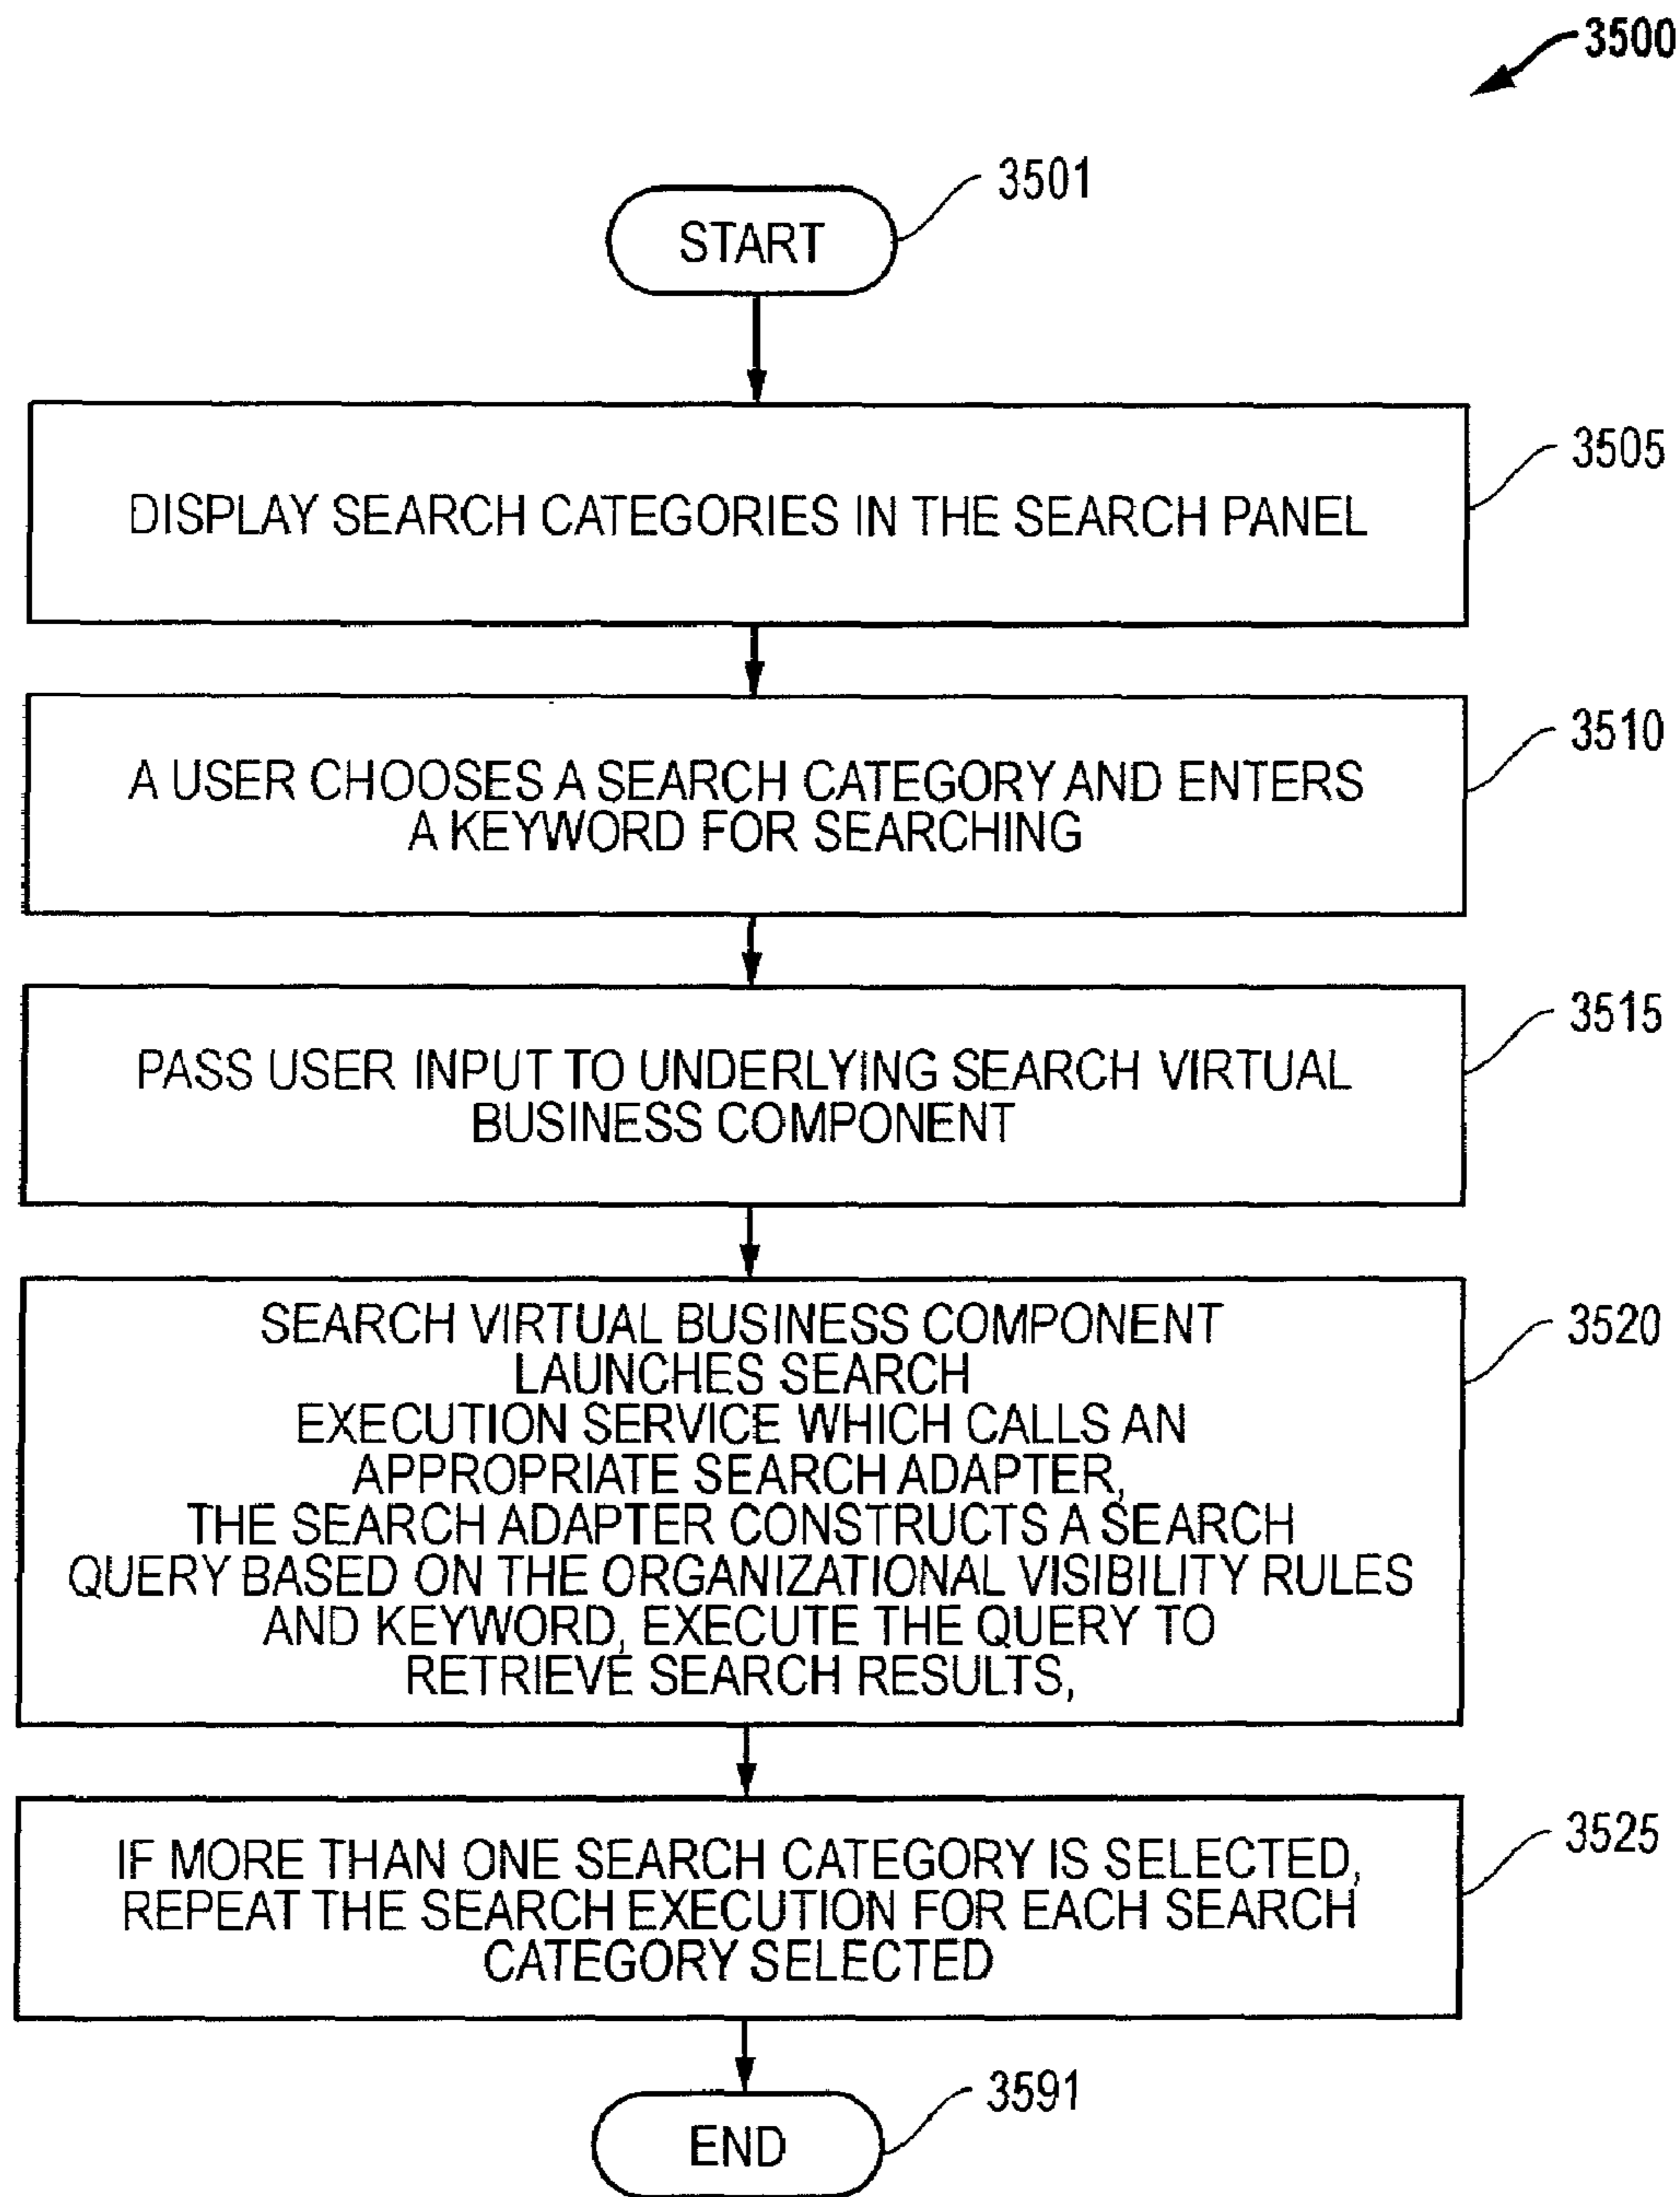 3500
START
3501
DISPLAY SEARCH CATEGORIES IN THE SEARCH PANEL
3505
A USER CHOOSES A SEARCH CATEGORY AND ENTERS
A KEYWORD FOR SEARCHING
3510
PASS USER INPUT TO UNDERLYING SEARCH VIRTUAL
BUSINESS COMPONENT
3515
SEARCH VIRTUAL BUSINESS COMPONENT
LAUNCHES SEARCH
EXECUTION SERVICE WHICH CALLS AN
APPROPRIATE SEARCH ADAPTER,
THE SEARCH ADAPTER CONSTRUCTS A SEARCH
QUERY BASED ON THE ORGANIZATIONAL VISIBILITY RULES
AND KEYWORD, EXECUTE THE QUERY TO
RETRIEVE SEARCH RESULTS,
3520
IF MORE THAN ONE SEARCH CATEGORY IS SELECTED,
REPEAT THE SEARCH EXECUTION FOR EACH SEARCH
CATEGORY SELECTED
3525
END
3591